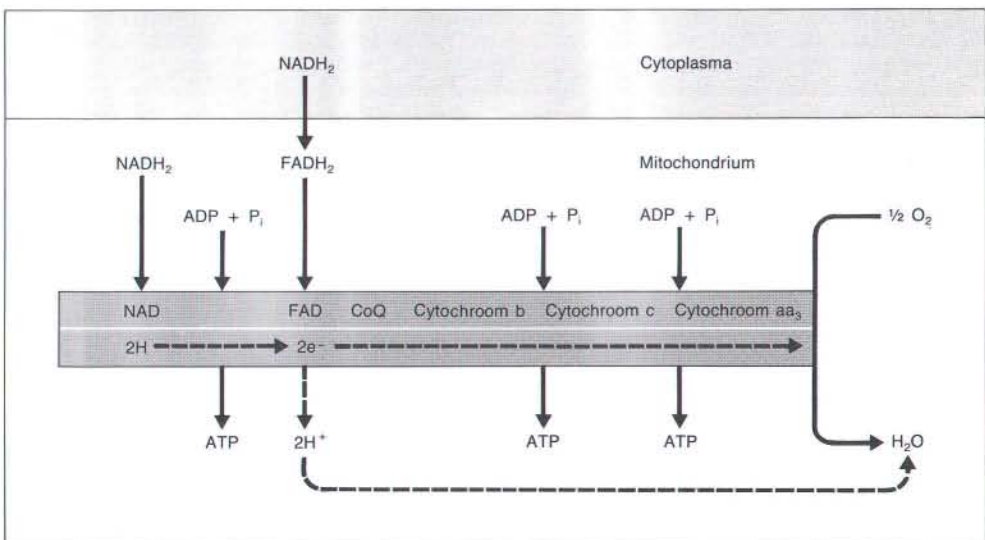 NADH₂ Cytoplasma
NADH₂ FADH₂ Mitochondrium
ADP + Pᵢ ADP + Pᵢ ADP + Pᵢ ½ O₂
NAD FAD CoQ Cytochroom b Cytochroom c Cytochroom aa₃
2H 2e⁻
ATP 2H⁺ ATP ATP H₂O